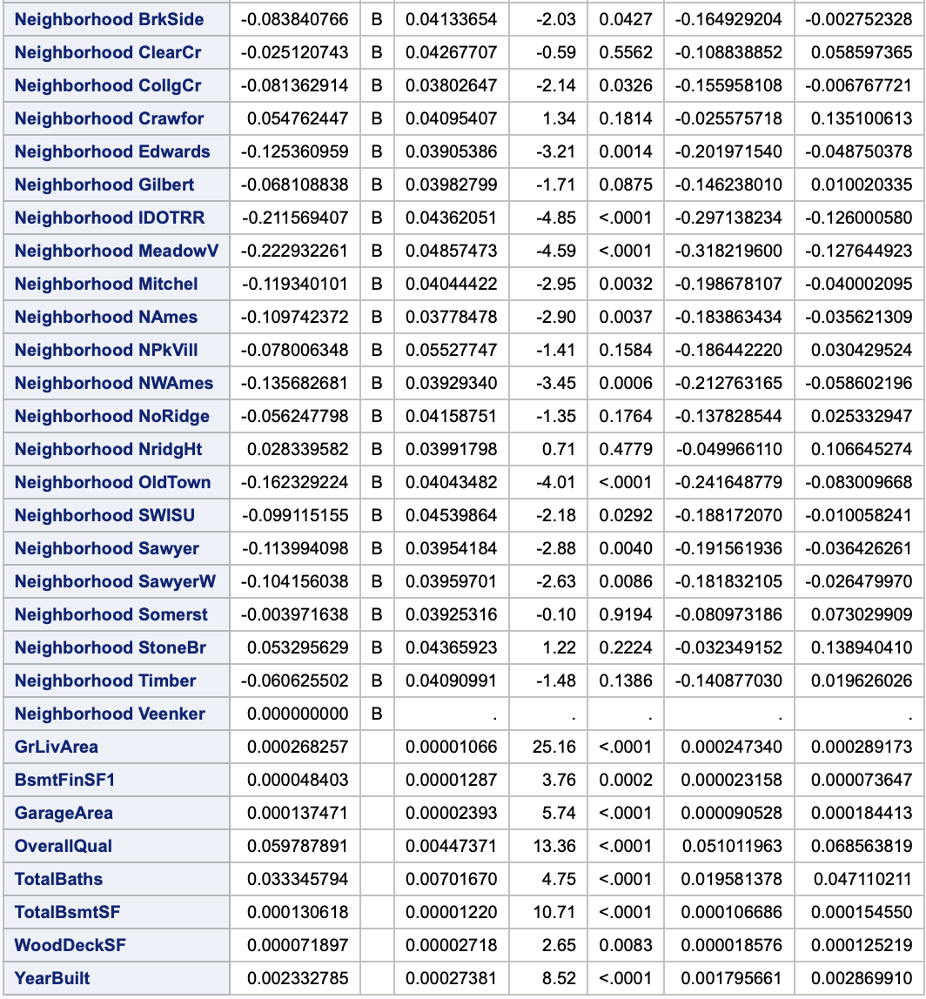 Neighborhood BrkSide -0.083840766 B 0.04133654 -2.03 0.0427 -0.164929204 -0.002752328
Neighborhood ClearCr -0.025120743 B 0.04267707 -0.59 0.5562 -0.108838852 0.058597365
Neighborhood CollgCr -0.081362914 B 0.03802647 -2.14 0.0326 -0.155958108 -0.006767721
Neighborhood Crawfor 0.054762447 B 0.04095407 1.34 0.1814 -0.025575718 0.135100613
Neighborhood Edwards -0.125360959 B 0.03905386 -3.21 0.0014 -0.201971540 -0.048750378
Neighborhood Gilbert -0.068108838 B 0.03982799 -1.71 0.0875 -0.146238010 0.010020335
Neighborhood IDOTRR -0.211569407 B 0.04362051 -4.85 <.0001 -0.297138234 -0.126000580
Neighborhood MeadowV -0.222932261 B 0.04857473 -4.59 <.0001 -0.318219600 -0.127644923
Neighborhood Mitchel -0.119340101 B 0.04044422 -2.95 0.0032 -0.198678107 -0.040002095
Neighborhood NAmes -0.109742372 B 0.03778478 -2.90 0.0037 -0.183863434 -0.035621309
Neighborhood NPkVill -0.078006348 B 0.05527747 -1.41 0.1584 -0.186442220 0.030429524
Neighborhood NWAmes -0.135682681 B 0.03929340 -3.45 0.0006 -0.212763165 -0.058602196
Neighborhood NoRidge -0.056247798 B 0.04158751 -1.35 0.1764 -0.137828544 0.025332947
Neighborhood NridgHt 0.028339582 B 0.03991798 0.71 0.4779 -0.049966110 0.106645274
Neighborhood OldTown -0.162329224 B 0.04043482 -4.01 <.0001 -0.241648779 -0.083009668
Neighborhood SWISU -0.099115155 B 0.04539864 -2.18 0.0292 -0.188172070 -0.010058241
Neighborhood Sawyer -0.113994098 B 0.03954184 -2.88 0.0040 -0.191561936 -0.036426261
Neighborhood SawyerW -0.104156038 B 0.03959701 -2.63 0.0086 -0.181832105 -0.026479970
Neighborhood Somerst -0.003971638 B 0.03925316 -0.10 0.9194 -0.080973186 0.073029909
Neighborhood StoneBr 0.053295629 B 0.04365923 1.22 0.2224 -0.032349152 0.138940410
Neighborhood Timber -0.060625502 B 0.04090991 -1.48 0.1386 -0.140877030 0.019626026
Neighborhood Veenker 0.000000000 B . . . . .
GrLivArea 0.000268257 0.00001066 25.16 <.0001 0.000247340 0.000289173
BsmtFinSF1 0.000048403 0.00001287 3.76 0.0002 0.000023158 0.000073647
GarageArea 0.000137471 0.00002393 5.74 <.0001 0.000090528 0.000184413
OverallQual 0.059787891 0.00447371 13.36 <.0001 0.051011963 0.068563819
TotalBaths 0.033345794 0.00701670 4.75 <.0001 0.019581378 0.047110211
TotalBsmtSF 0.000130618 0.00001220 10.71 <.0001 0.000106686 0.000154550
WoodDeckSF 0.000071897 0.00002718 2.65 0.0083 0.000018576 0.000125219
YearBuilt 0.002332785 0.00027381 8.52 <.0001 0.001795661 0.002869910